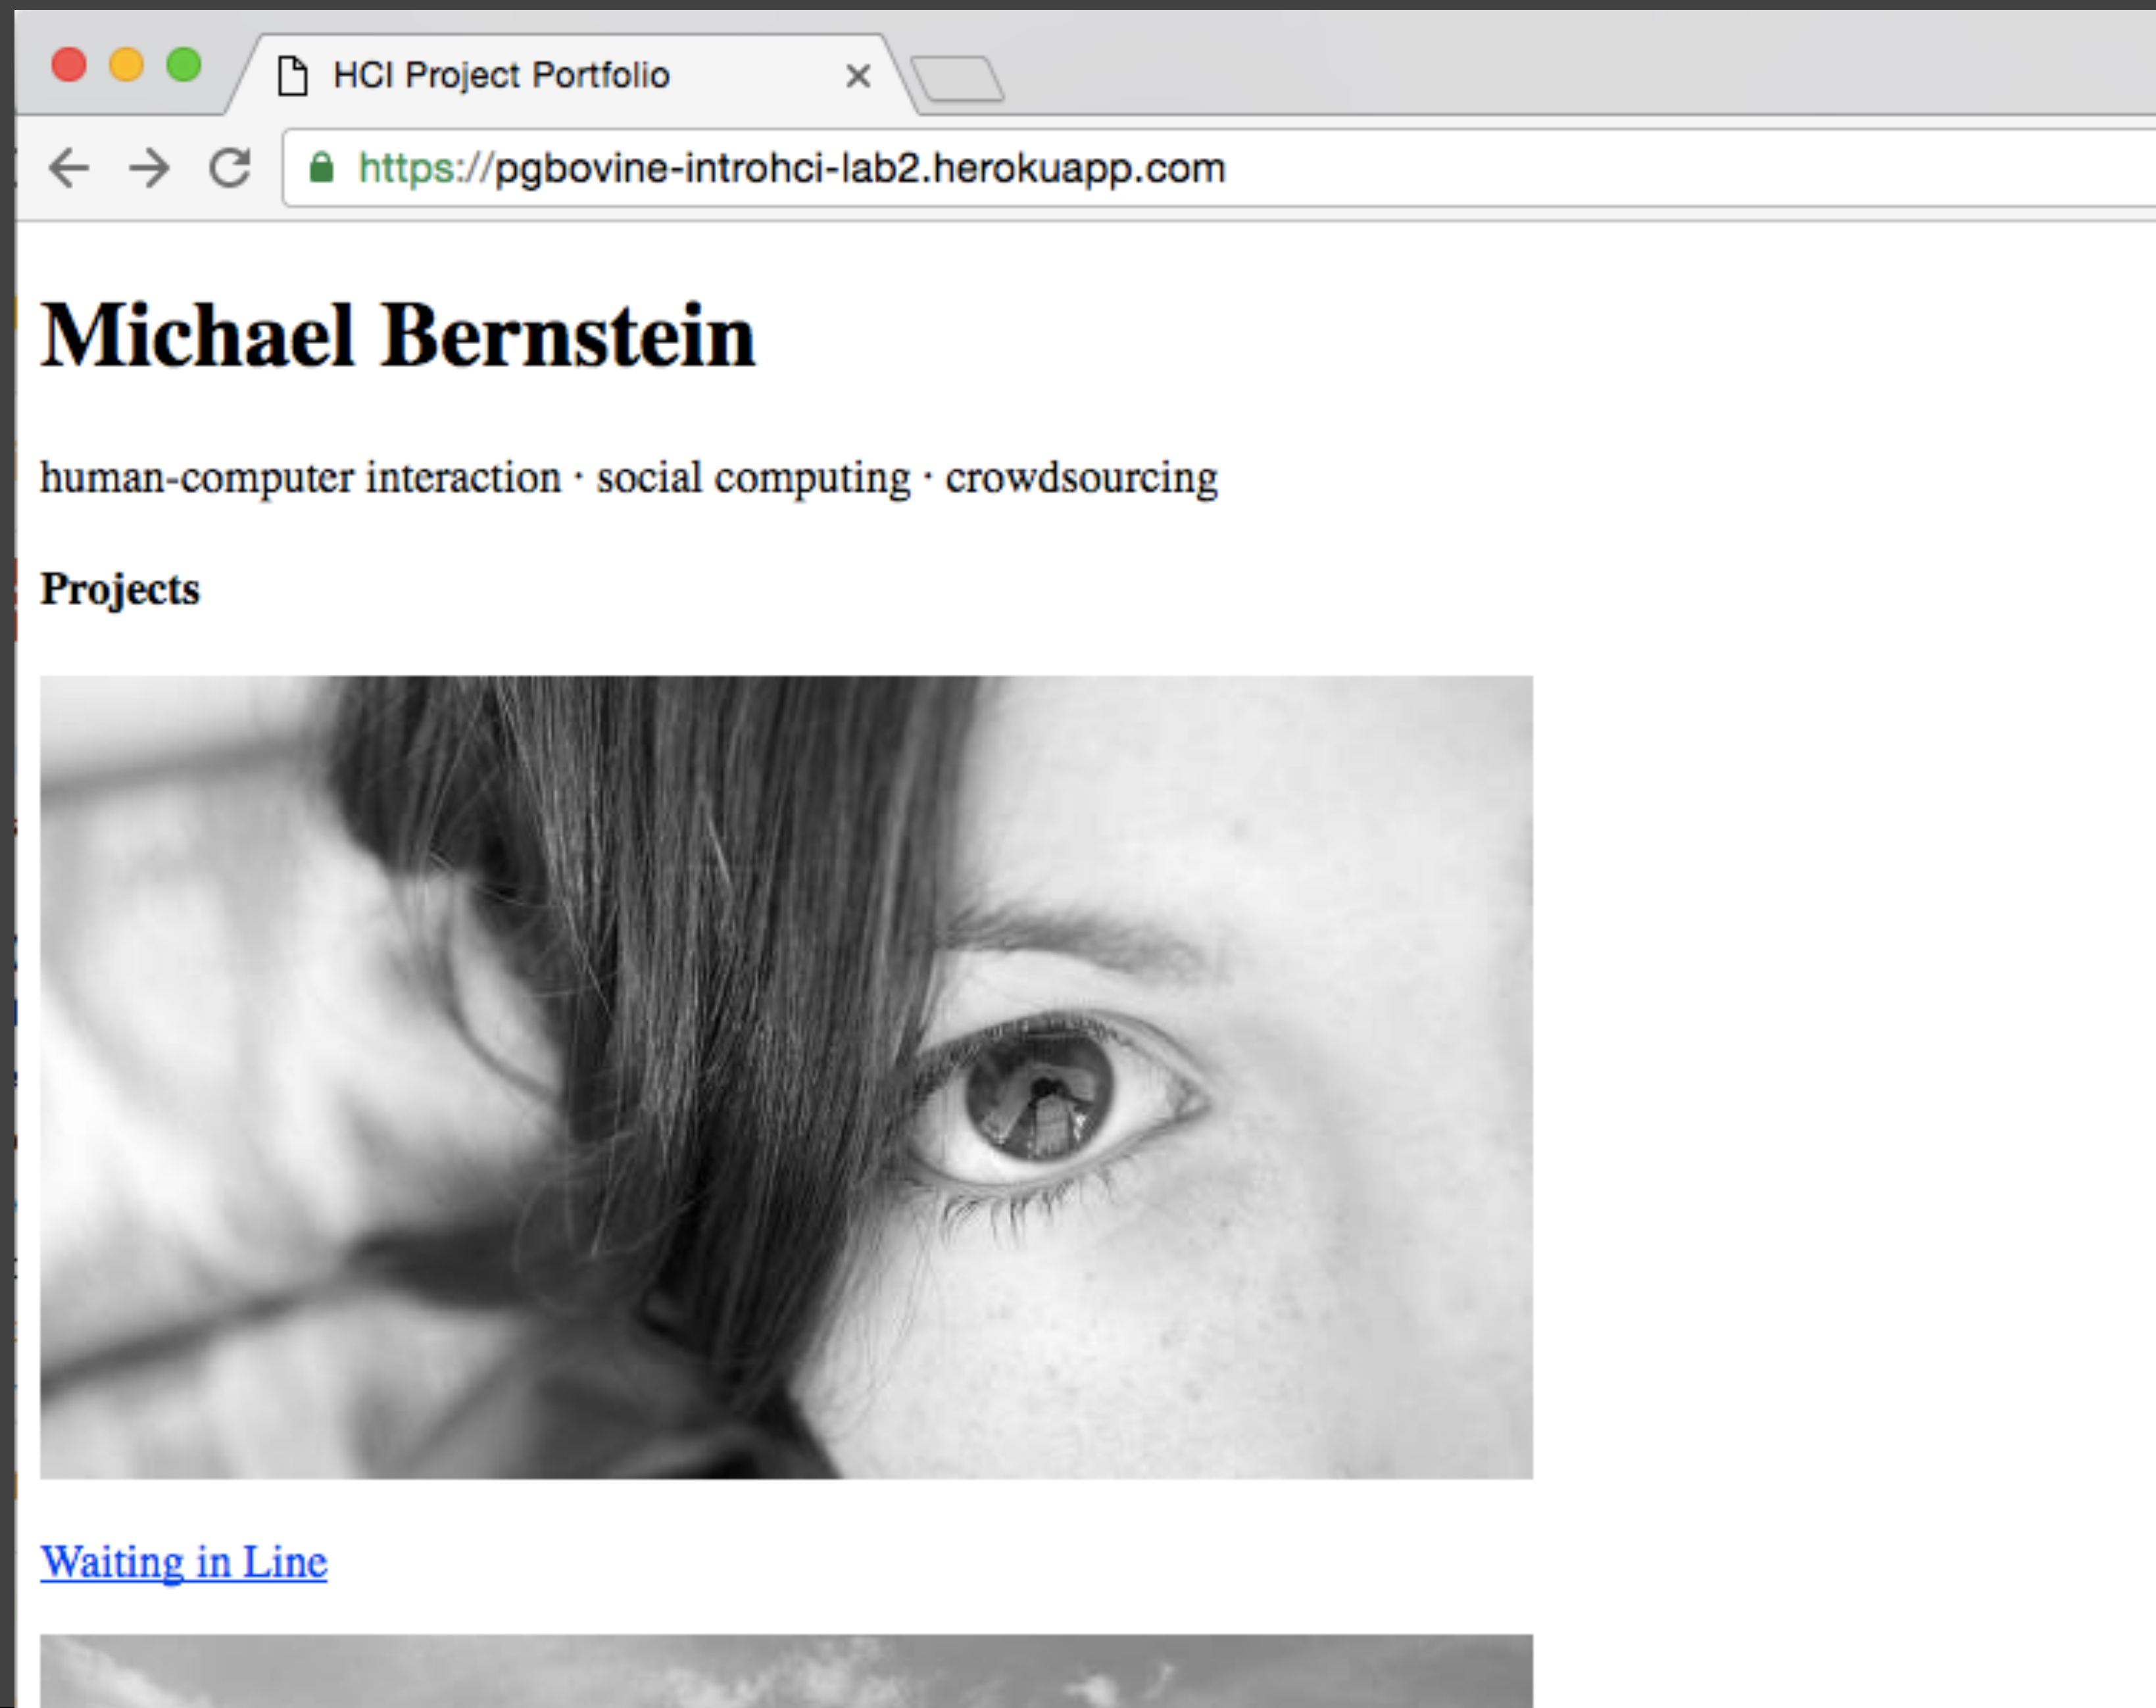 HCI Project Portfolio
https://pgbovine-introhci-lab2.herokuapp.com
Michael Bernstein
human-computer interaction · social computing · crowdsourcing
Projects
Waiting in Line